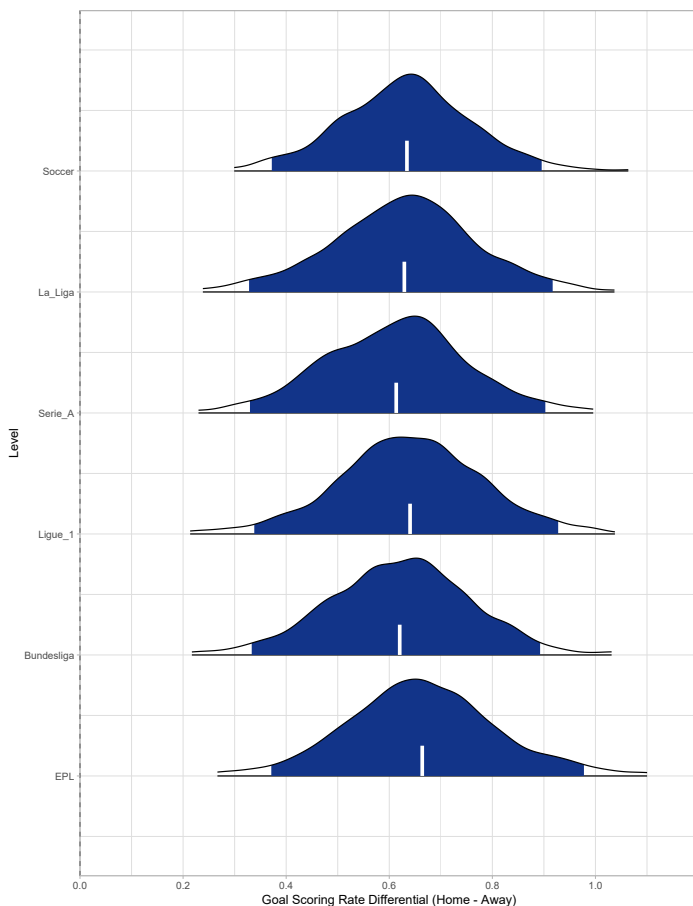 Soccer
La_Liga
Serie_A
Level
Ligue_1
Bundesliga
EPL
0.0 0.2 0.4 0.6 0.8 1.0
Goal Scoring Rate Differential (Home - Away)